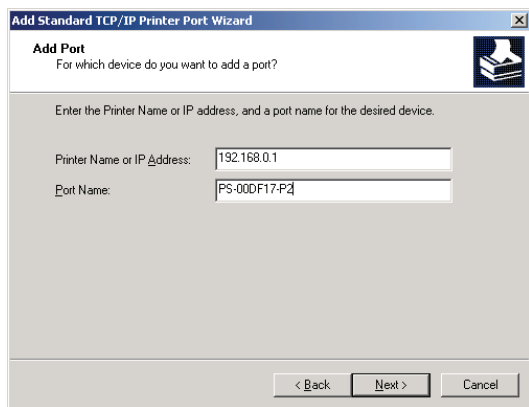 Add Standard TCP/IP Printer Port Wizard
Add Port
For which device do you want to add a port?
Enter the Printer Name or IP address, and a port name for the desired device.
Printer Name or IP Address: 192.168.0.1
Port Name: PS-00DF17-P2
< Back Next > Cancel